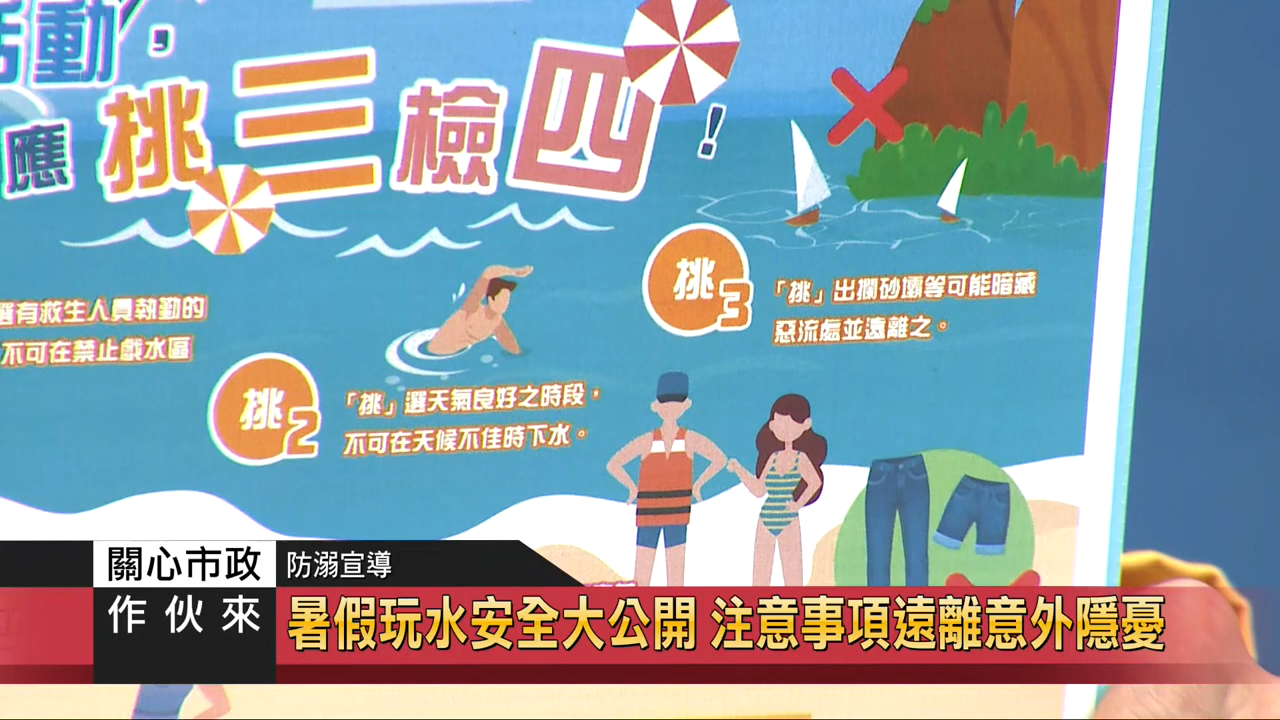 活動，
應 挑三檢四！
挑3
「挑」出攔砂壩等可能暗藏
惡流處並遠離之。
選有救生人員執勤的
不可在禁止戲水區
挑2
「挑」選天氣良好之時段，
不可在天候不佳時下水。
關心市政 防溺宣導
作伙來 暑假玩水安全大公開 注意事項遠離意外隱憂